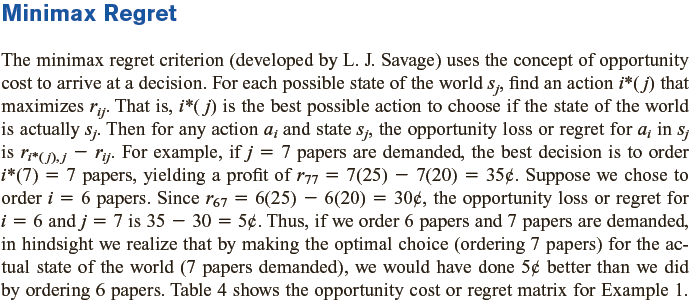 Minimax Regret
The minimax regret criterion (developed by L. J. Savage) uses the concept of opportunity
cost to arrive at a decision. For each possible state of the world sⱼ, find an action i*(j) that
maximizes rᵢⱼ. That is, i*(j) is the best possible action to choose if the state of the world
is actually sⱼ. Then for any action aᵢ and state sⱼ, the opportunity loss or regret for aᵢ in sⱼ
is r_{i*(j),j} − rᵢⱼ. For example, if j = 7 papers are demanded, the best decision is to order
i*(7) = 7 papers, yielding a profit of r₇₇ = 7(25) − 7(20) = 35¢. Suppose we chose to
order i = 6 papers. Since r₆₇ = 6(25) − 6(20) = 30¢, the opportunity loss or regret for
i = 6 and j = 7 is 35 − 30 = 5¢. Thus, if we order 6 papers and 7 papers are demanded,
in hindsight we realize that by making the optimal choice (ordering 7 papers) for the ac-
tual state of the world (7 papers demanded), we would have done 5¢ better than we did
by ordering 6 papers. Table 4 shows the opportunity cost or regret matrix for Example 1.